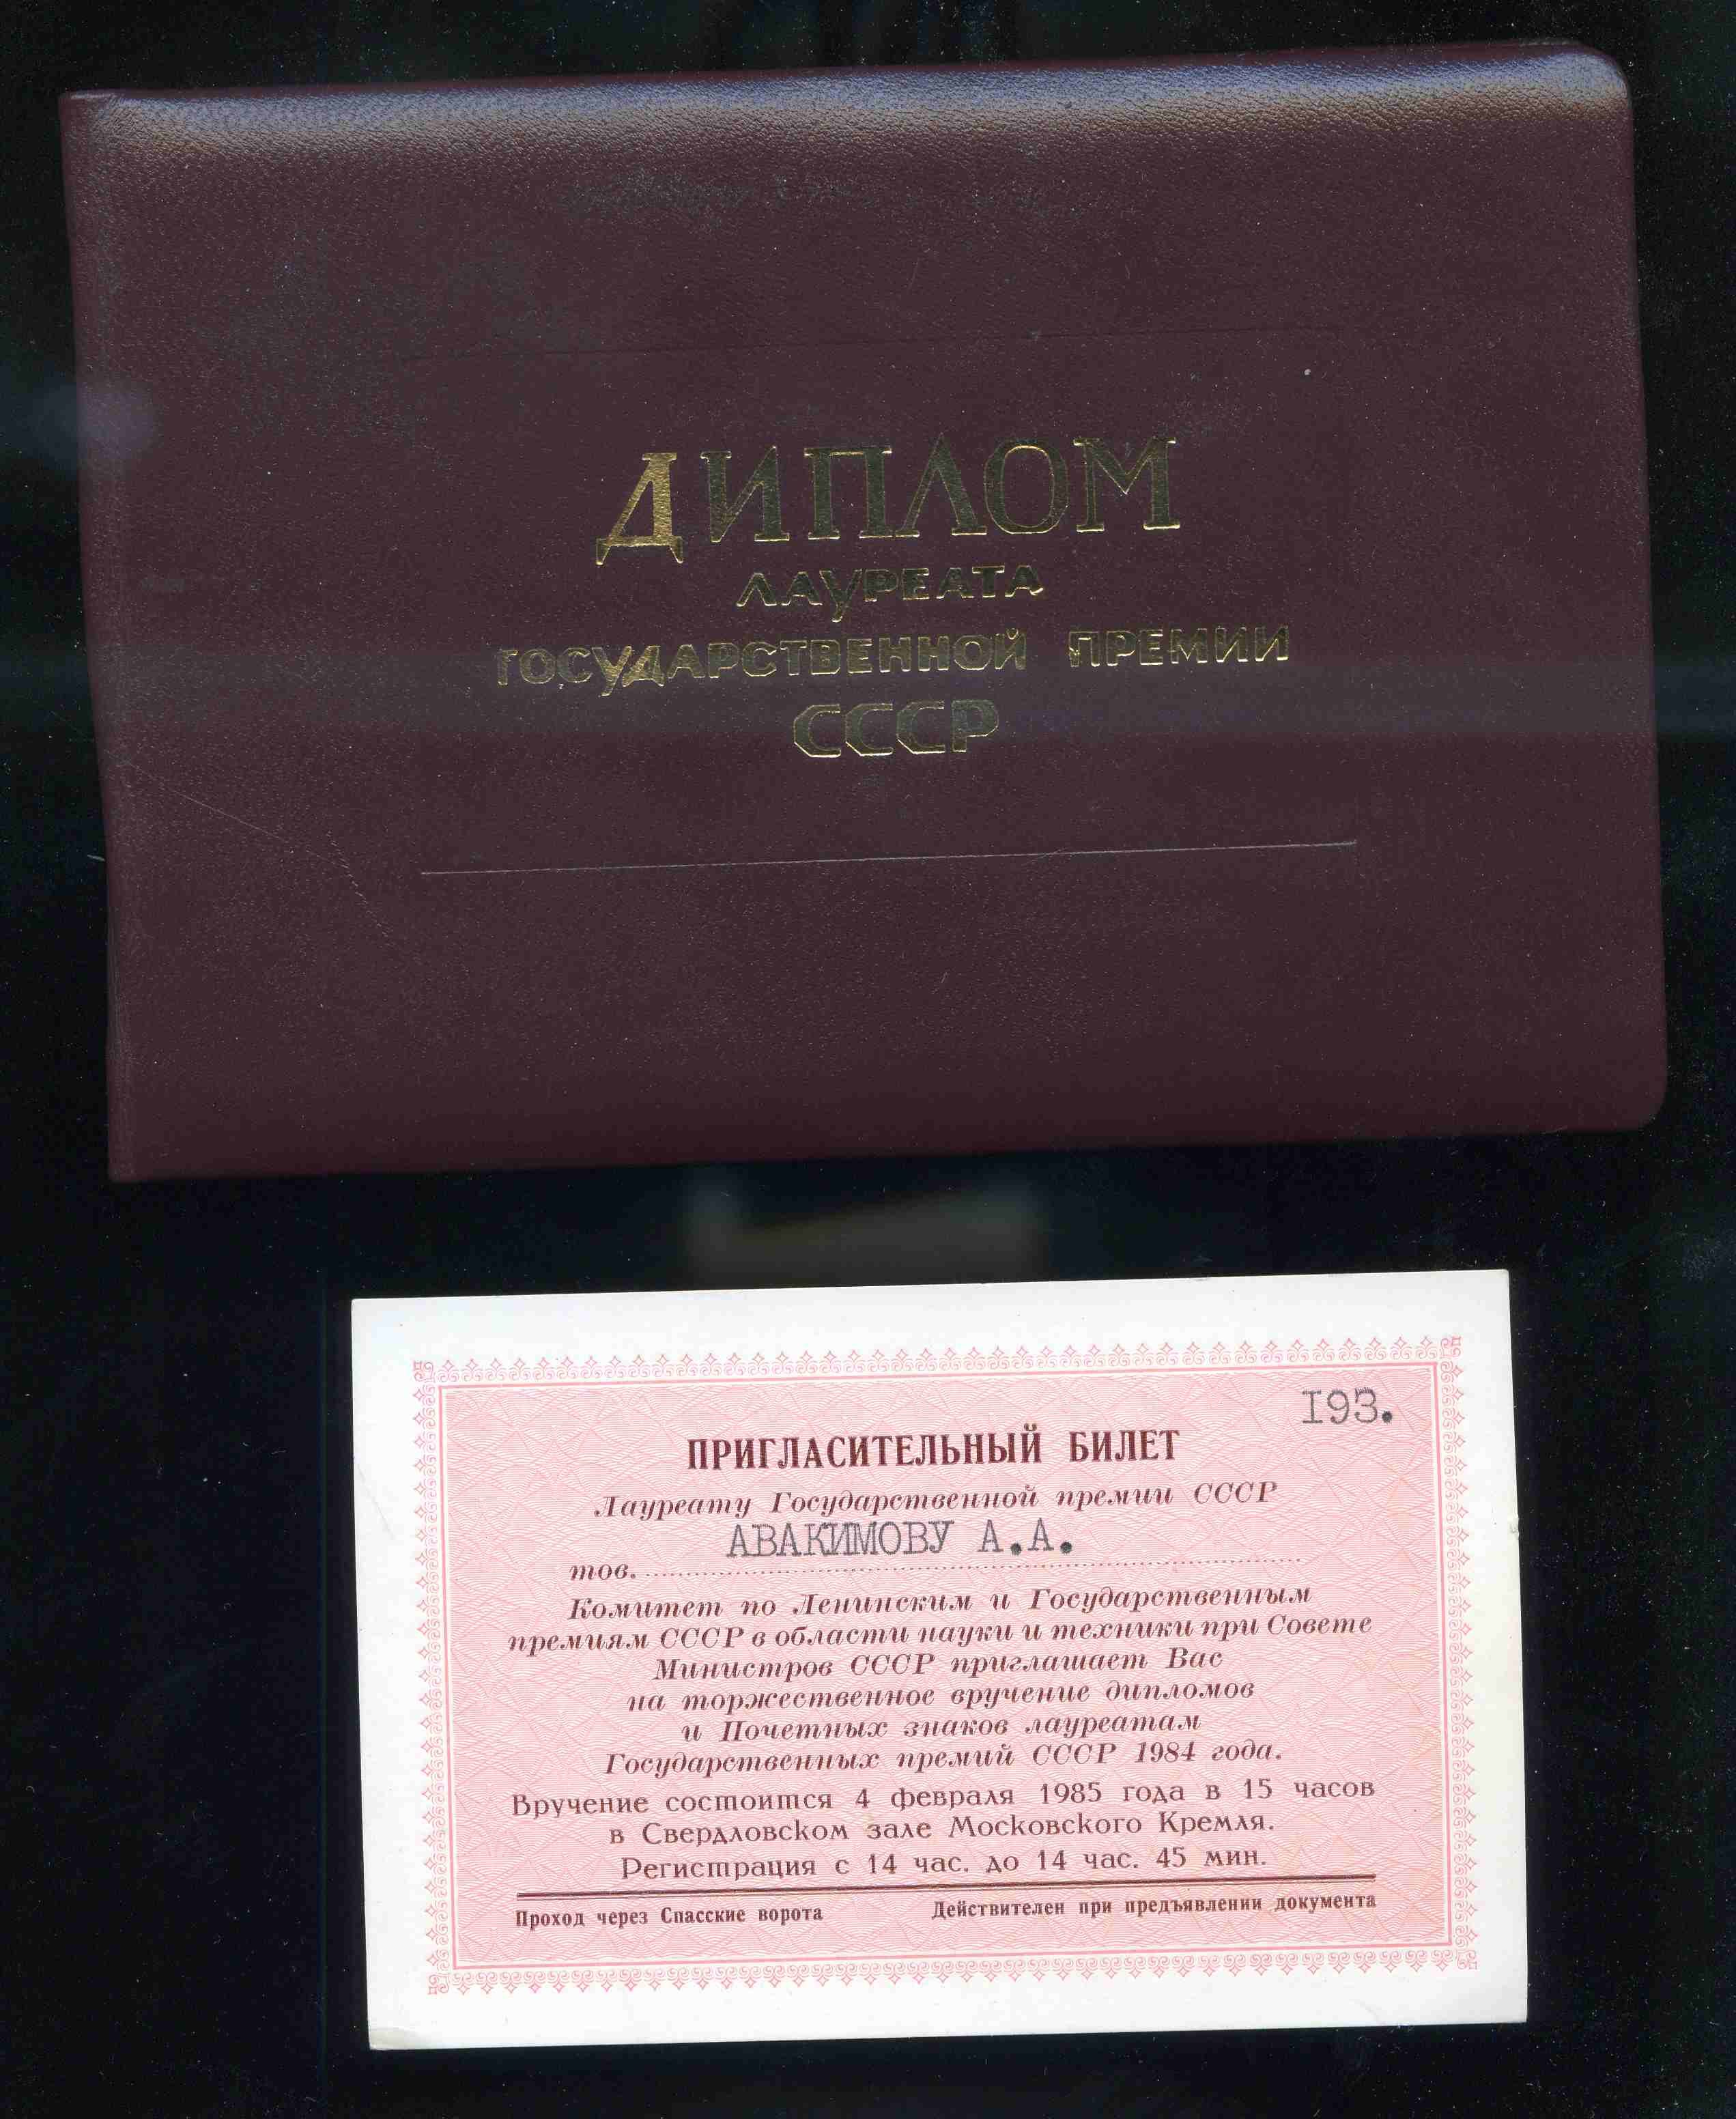 ДИПЛОМ
ЛАУРЕАТА
ГОСУДАРСТВЕННОЙ ПРЕМИИ
СССР
I93.
ПРИГЛАСИТЕЛЬНЫЙ БИЛЕТ
Лауреату Государственной премии СССР
АВАКИМОВУ А.А.
тов.
Комитет по Ленинским и Государственным
премиям СССР в области науки и техники при Совете
Министров СССР приглашает Вас
на торжественное вручение дипломов
и Почетных знаков лауреатам
Государственных премий СССР 1984 года.
Вручение состоится 4 февраля 1985 года в 15 часов
в Свердловском зале Московского Кремля.
Регистрация с 14 час. до 14 час. 45 мин.
Проход через Спасские ворота Действителен при предъявлении документа